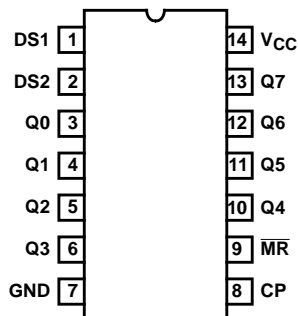 DS1 1 14 VCC
DS2 2 13 Q7
Q0 3 12 Q6
Q1 4 11 Q5
Q2 5 10 Q4
Q3 6 9 M̅R̅
GND 7 8 CP